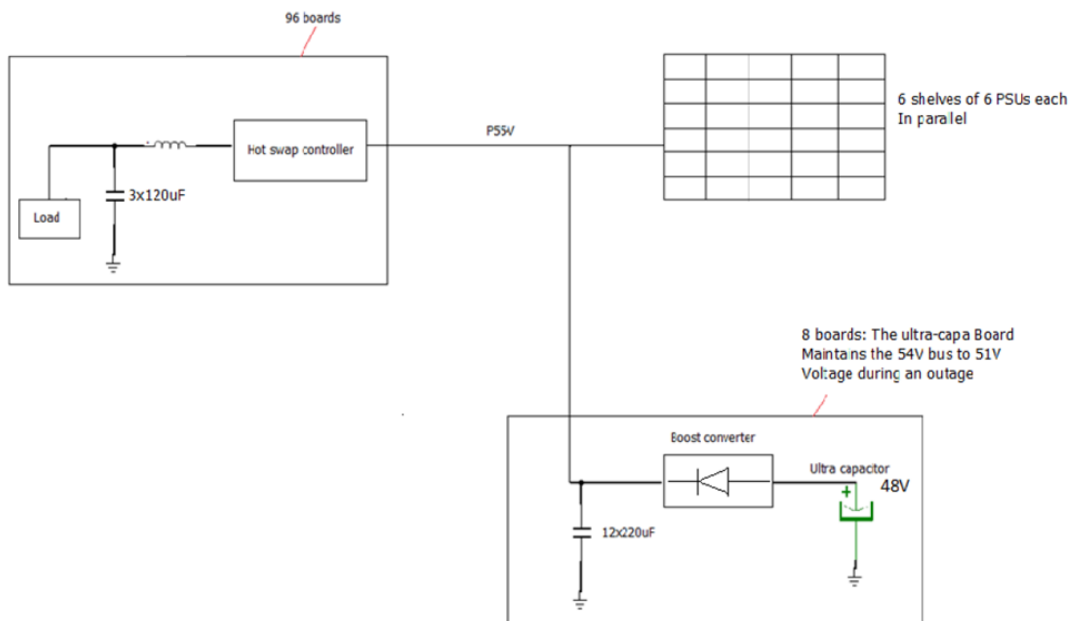 96 boards
Hot swap controller
P55V
6 shelves of 6 PSUs each
In parallel
3x120uF
Load
8 boards: The ultra-capa Board
Maintains the 54V bus to 51V
Voltage during an outage
Boost converter
Ultra capacitor
+
48V
12x220uF